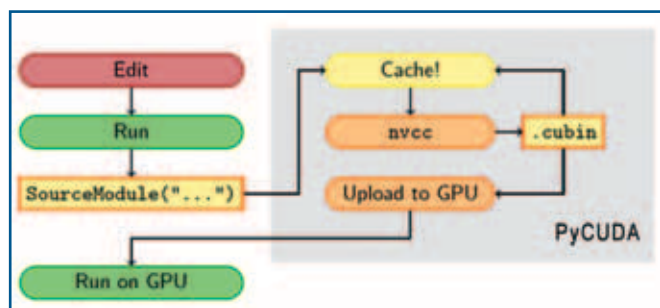 Edit
Cache!
Run
nvcc
.cubin
SourceModule("...")
Upload to GPU
PyCUDA
Run on GPU